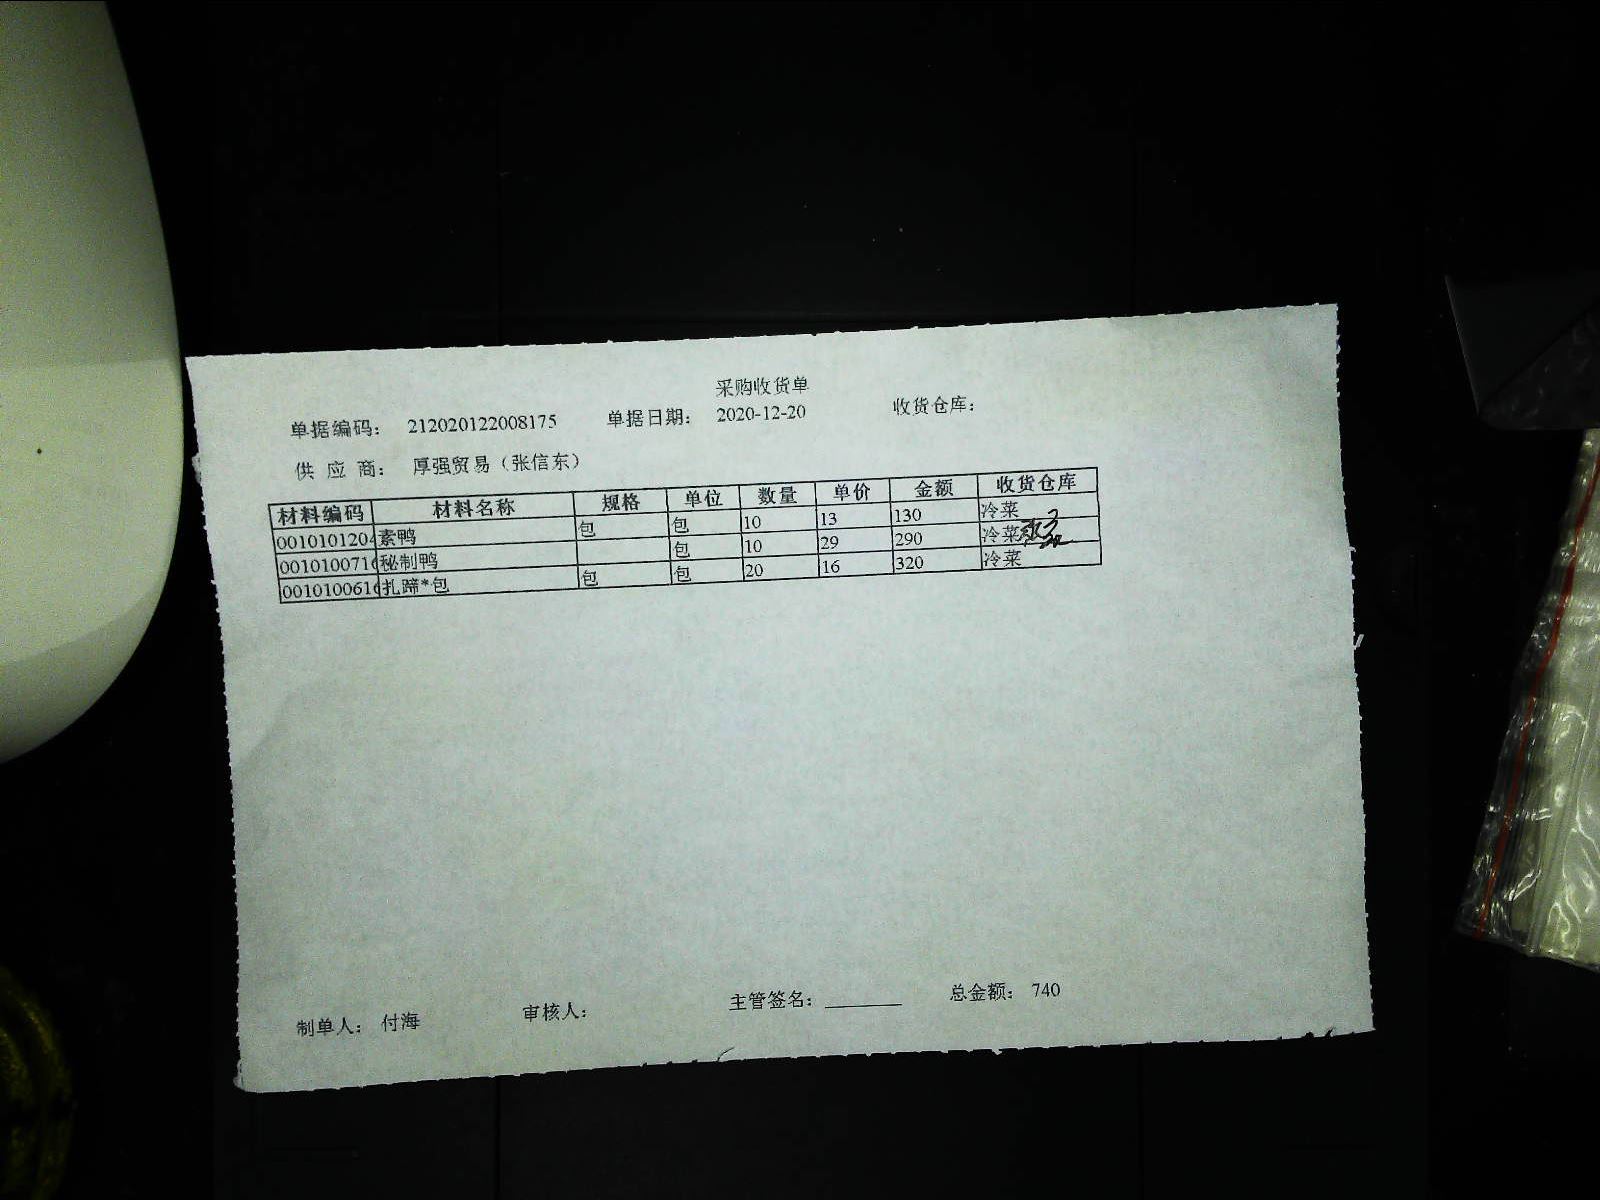 采购收货单
单据编码: 212020122008175 单据日期: 2020-12-20 收货仓库:
供 应 商: 厚强贸易（张信东）
材料编码 材料名称 规格 单位 数量 单价 金额 收货仓库
0010101204 素鸭 包 包 10 13 130 冷菜
001010071 秘制鸭 包 10 29 290 冷菜
001010061 扎蹄*包 包 包 20 16 320 冷菜
制单人: 付海 审核人: 主管签名: 总金额: 740